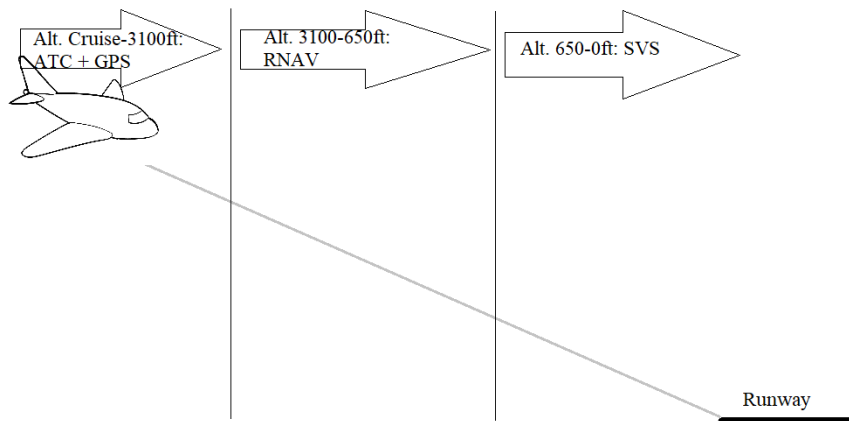 Alt. Cruise-3100ft:
ATC + GPS
Alt. 3100-650ft:
RNAV
Alt. 650-0ft: SVS
Runway